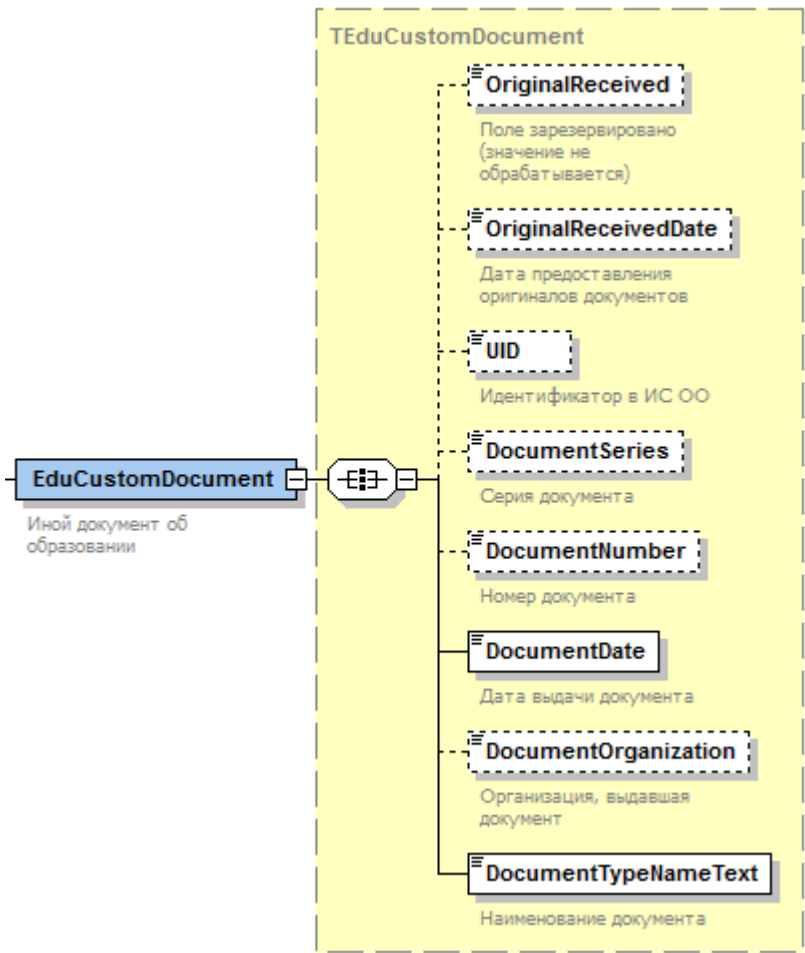 TEduCustomDocument
OriginalReceived
Поле зарезервировано
(значение не
обрабатывается)
OriginalReceivedDate
Дата предоставления
оригиналов документов
UID
Идентификатор в ИС ОО
DocumentSeries
Серия документа
EduCustomDocument
Иной документ об
образовании
DocumentNumber
Номер документа
DocumentDate
Дата выдачи документа
DocumentOrganization
Организация, выдавшая
документ
DocumentTypeNameText
Наименование документа